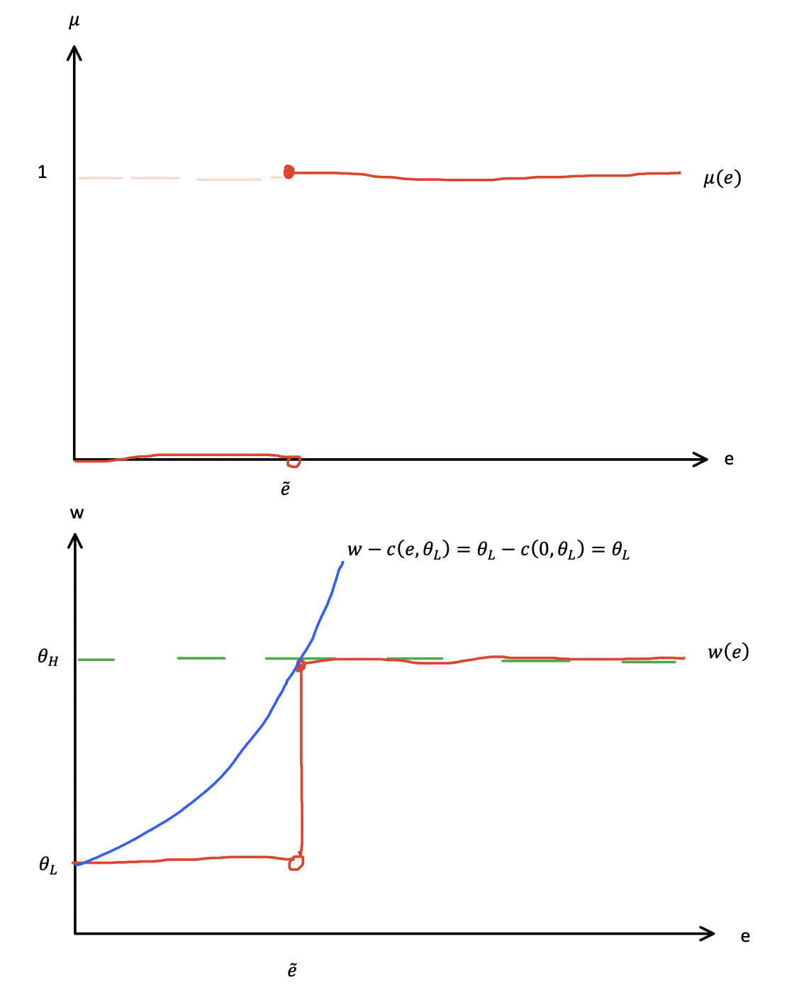 μ
1
μ(e)
e
ẽ
w
w − c(e, θ_L) = θ_L − c(0, θ_L) = θ_L
θ_H
w(e)
θ_L
e
ẽ